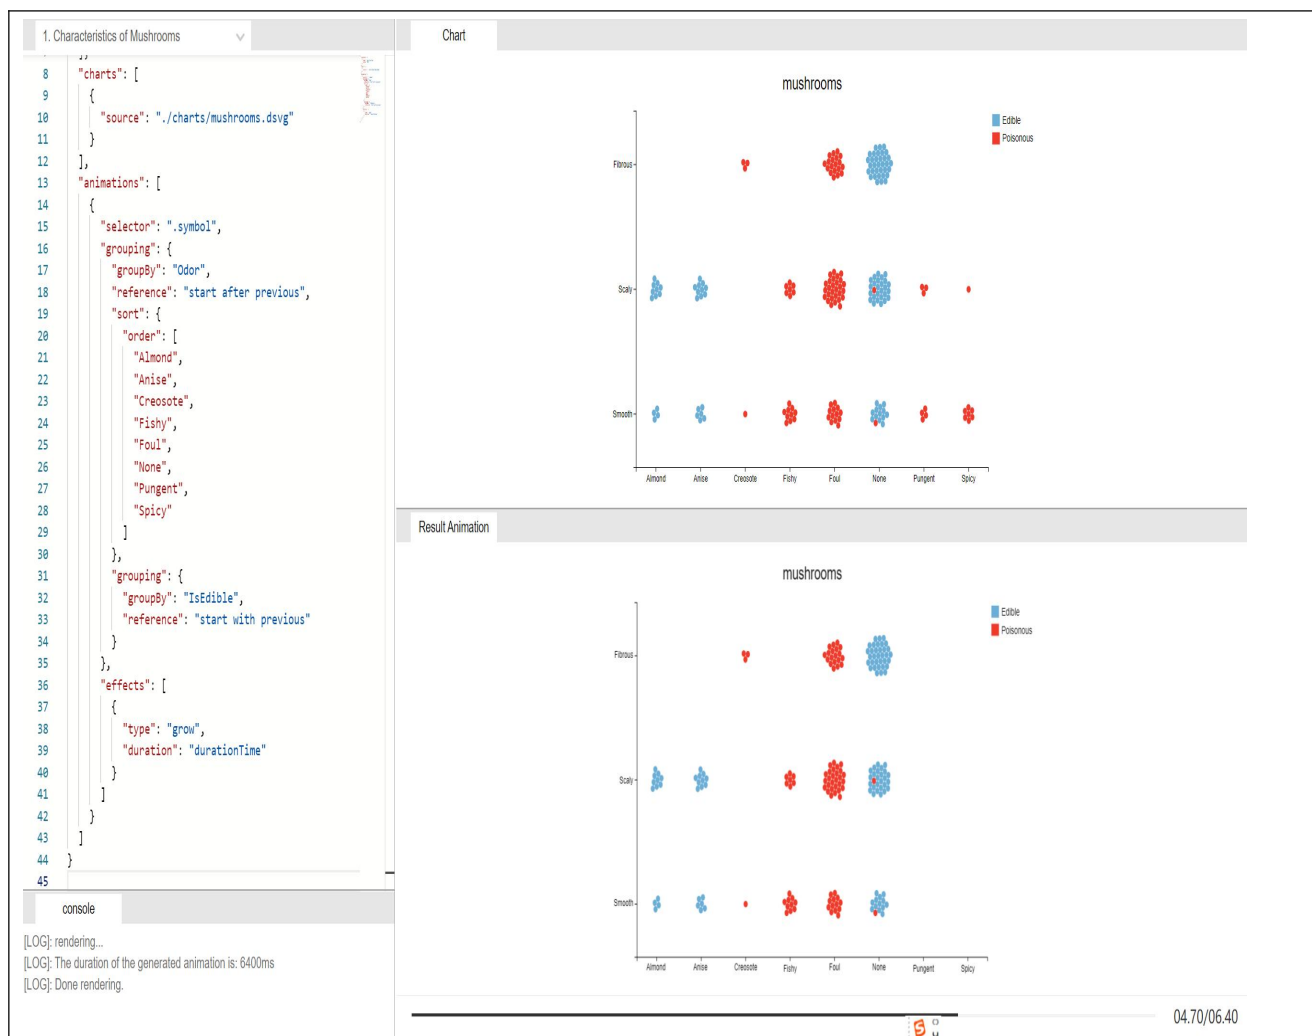 1. Characteristics of Mushrooms
],
8 "charts": [
9 {
10 "source": "./charts/mushrooms.dsvg"
11 }
12 ],
13 "animations": [
14 {
15 "selector": ".symbol",
16 "grouping": {
17 "groupBy": "Odor",
18 "reference": "start after previous",
19 "sort": {
20 "order": [
21 "Almond",
22 "Anise",
23 "Creosote",
24 "Fishy",
25 "Foul",
26 "None",
27 "Pungent",
28 "Spicy"
29 ]
30 },
31 "grouping": {
32 "groupBy": "IsEdible",
33 "reference": "start with previous"
34 }
35 },
36 "effects": [
37 {
38 "type": "grow",
39 "duration": "durationTime"
40 }
41 ]
42 }
43 ]
44 }
45
console
[LOG]: rendering...
[LOG]: The duration of the generated animation is: 6400ms
[LOG]: Done rendering.
Chart
mushrooms
Edible
Poisonous
Fibrous
Scaly
Smooth
Almond Anise Creosote Fishy Foul None Pungent Spicy
Result Animation
mushrooms
Edible
Poisonous
Fibrous
Scaly
Smooth
Almond Anise Creosote Fishy Foul None Pungent Spicy
04.70/06.40